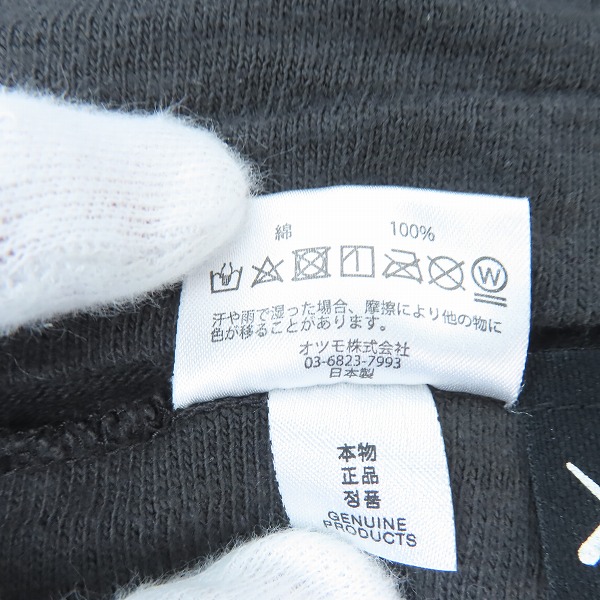 綿 100%
W
汗や雨で湿った場合、摩擦により他の物に
色が移ることがあります。
オツモ株式会社
03-6823-7993
日本製
本物
正品
정품
GENUINE
PRODUCTS